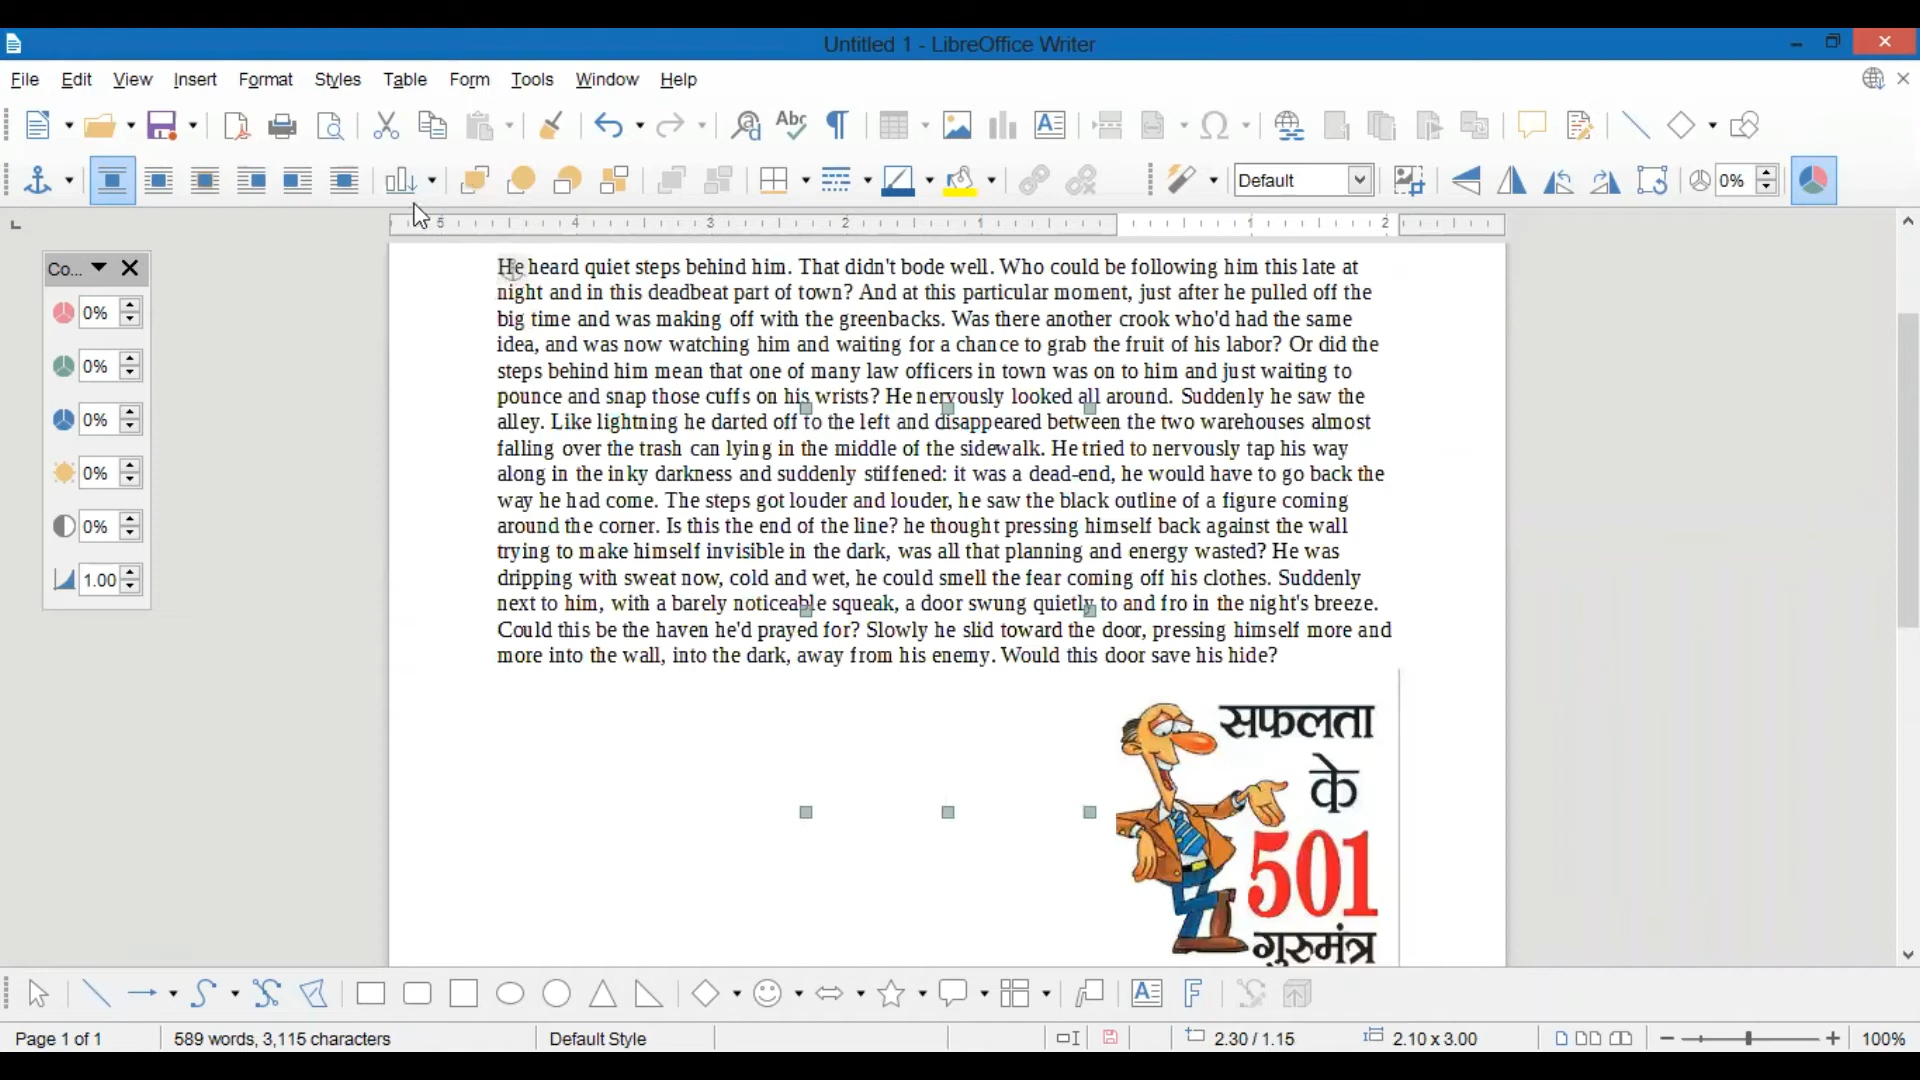 Untitled 1 - LibreOffice Writer
File Edit View Insert Format Styles Table Form Tools Window Help
Default
0%
5 4 3 2 1 1 2
Co...
0%
0%
0%
0%
0%
1.00
He heard quiet steps behind him. That didn't bode well. Who could be following him this late at
night and in this deadbeat part of town? And at this particular moment, just after he pulled off the
big time and was making off with the greenbacks. Was there another crook who'd had the same
idea, and was now watching him and waiting for a chance to grab the fruit of his labor? Or did the
steps behind him mean that one of many law officers in town was on to him and just waiting to
pounce and snap those cuffs on his wrists? He nervously looked all around. Suddenly he saw the
alley. Like lightning he darted off to the left and disappeared between the two warehouses almost
falling over the trash can lying in the middle of the sidewalk. He tried to nervously tap his way
along in the inky darkness and suddenly stiffened: it was a dead-end, he would have to go back the
way he had come. The steps got louder and louder, he saw the black outline of a figure coming
around the corner. Is this the end of the line? he thought pressing himself back against the wall
trying to make himself invisible in the dark, was all that planning and energy wasted? He was
dripping with sweat now, cold and wet, he could smell the fear coming off his clothes. Suddenly
next to him, with a barely noticeable squeak, a door swung quietly to and fro in the night's breeze.
Could this be the haven he'd prayed for? Slowly he slid toward the door, pressing himself more and
more into the wall, into the dark, away from his enemy. Would this door save his hide?
सफलता
के
501
गुरुमंत्र
Page 1 of 1 589 words, 3,115 characters Default Style 2.30 / 1.15 2.10 x 3.00 100%